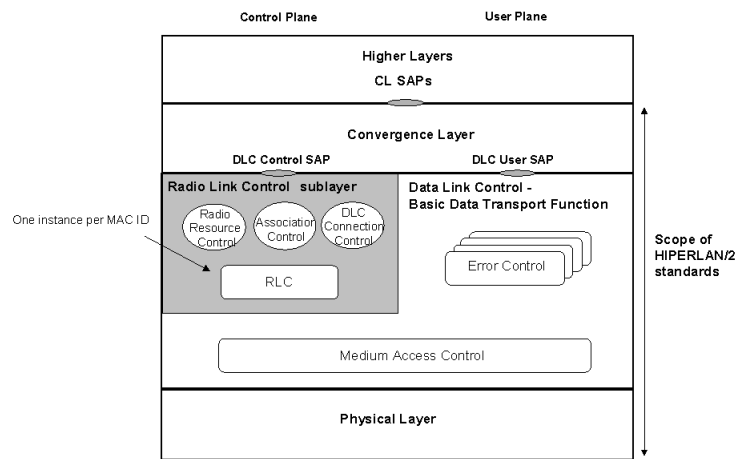 Control Plane
User Plane
Higher Layers
CL SAPs
Convergence Layer
DLC Control SAP
DLC User SAP
Radio Link Control sublayer
Data Link Control -
Basic Data Transport Function
One instance per MAC ID
Radio
Resource
Control
Association
Control
DLC
Connection
Control
Error Control
RLC
Scope of
HIPERLAN/2
standards
Medium Access Control
Physical Layer